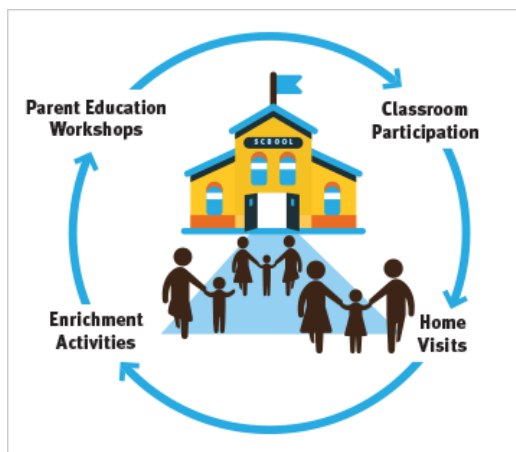 Parent Education
Workshops
Classroom
Participation
SCHOOL
Enrichment
Activities
Home
Visits